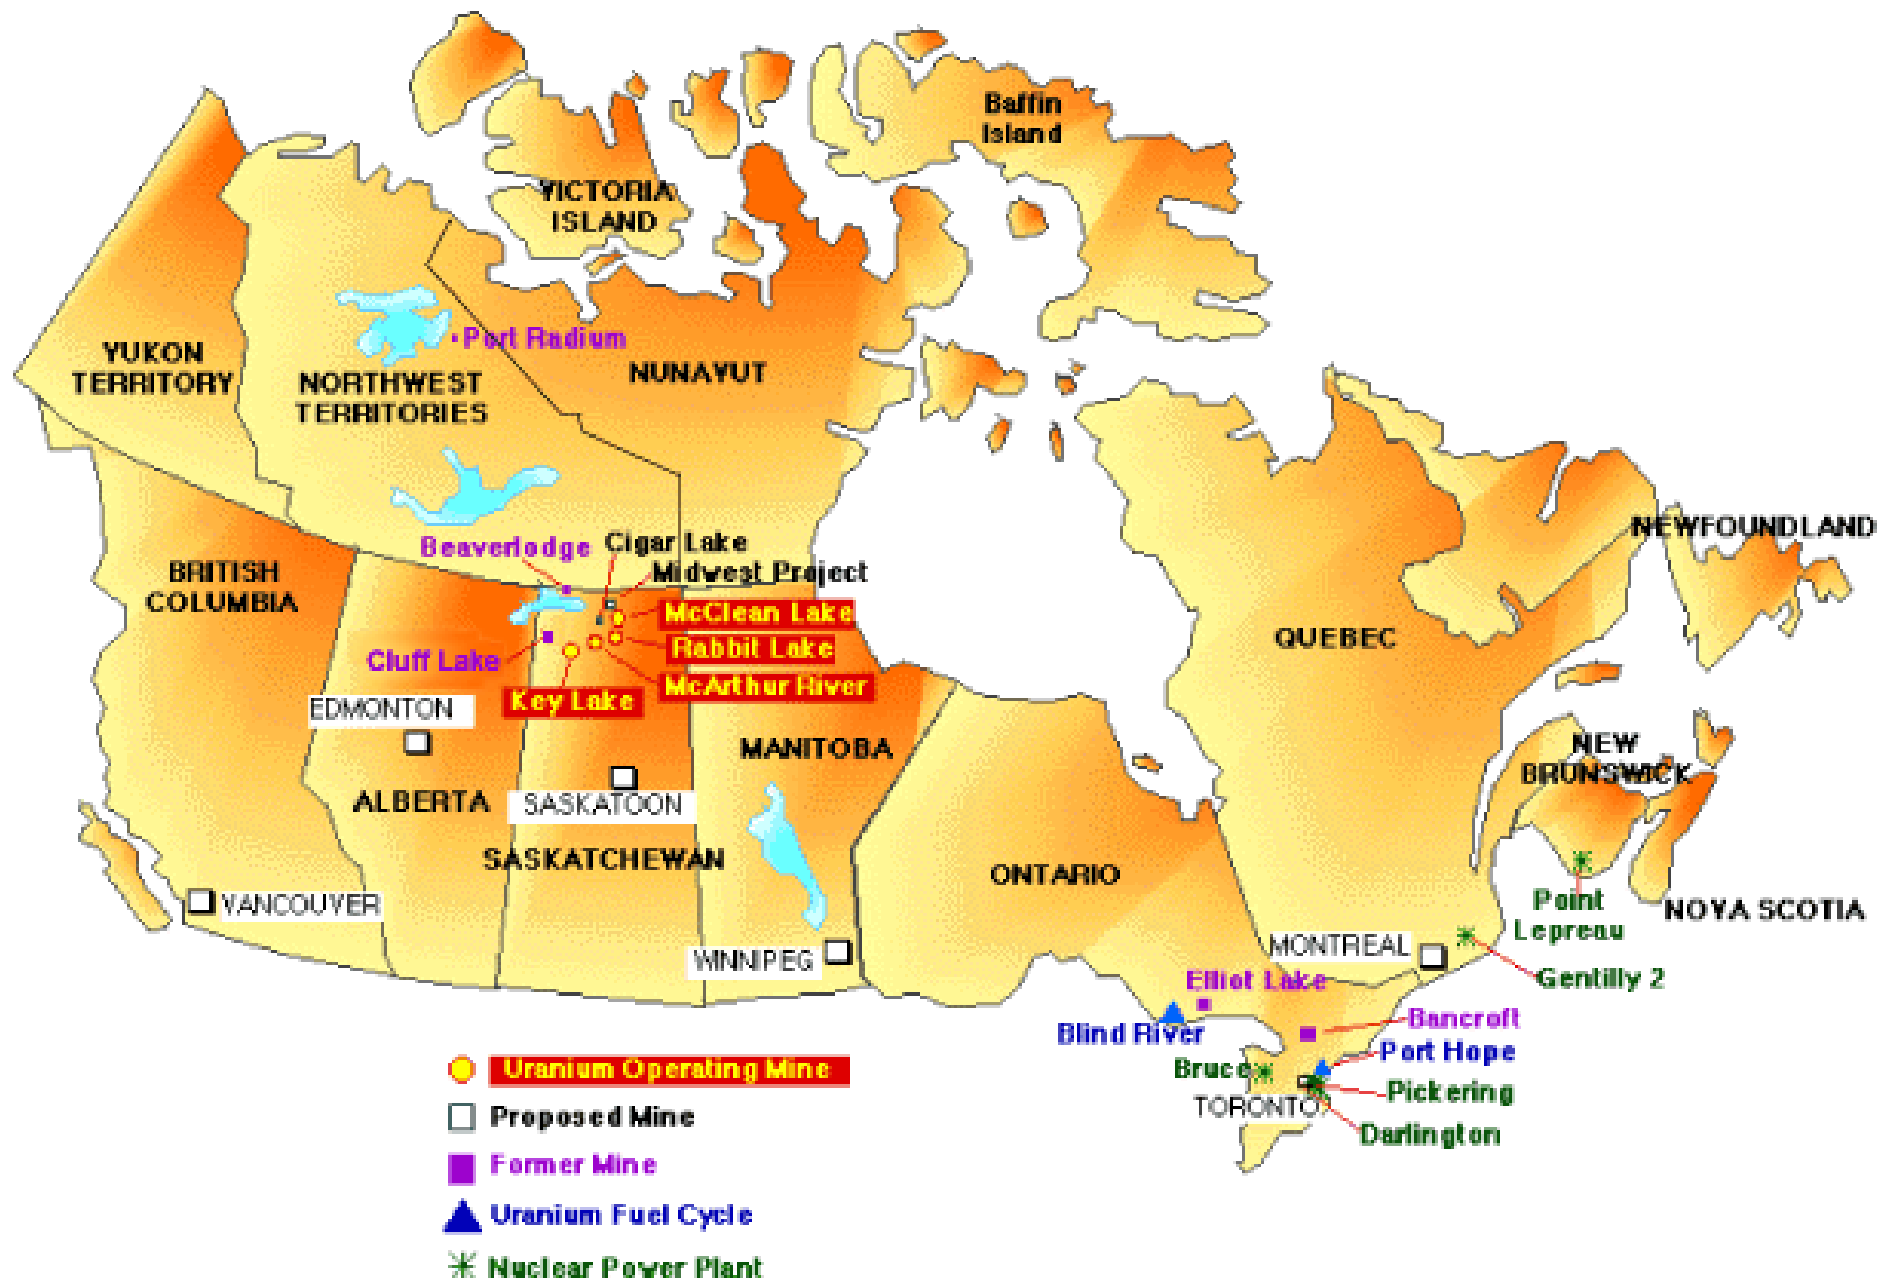 Baffin
Island
VICTORIA
ISLAND
Port Radium
YUKON
TERRITORY
NORTHWEST
TERRITORIES
NUNAVUT
NEWFOUNDLAND
Beaverlodge
Cigar Lake
Midwest Project
BRITISH
COLUMBIA
McClean Lake
Rabbit Lake
QUEBEC
Cluff Lake
McArthur River
Key Lake
EDMONTON
MANITOBA
NEW
BRUNSWICK
ALBERTA
SASKATOON
SASKATCHEWAN
ONTARIO
VANCOUVER
Point
Lepreau
NOVA SCOTIA
WINNIPEG
MONTREAL
Gentilly 2
Elliot Lake
Bancroft
Blind River
Port Hope
Bruce
Pickering
TORONTO
Darlington
Uranium Operating Mine
Proposed Mine
Former Mine
Uranium Fuel Cycle
Nuclear Power Plant